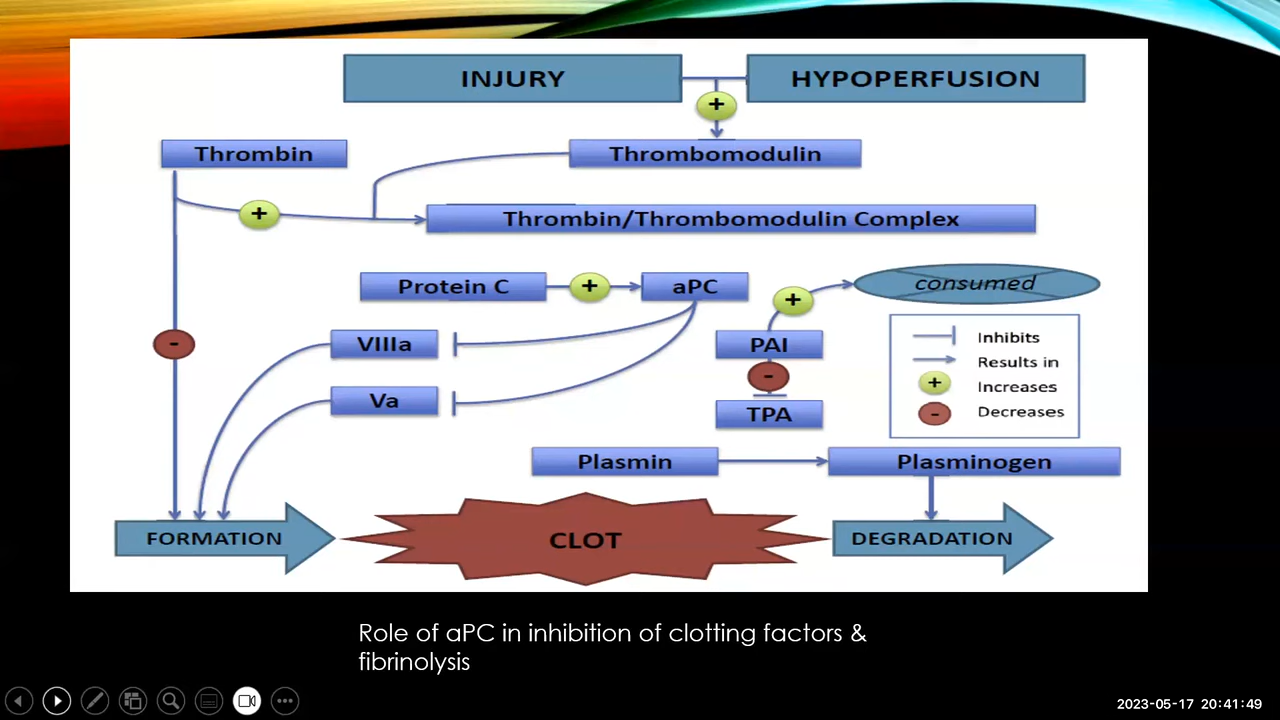 INJURY
HYPOPERFUSION
+
Thrombin
Thrombomodulin
+
Thrombin/Thrombomodulin Complex
Protein C
+
aPC
consumed
+
-
VIIIa
PAI
Inhibits
Results in
+
Increases
-
Decreases
-
Va
TPA
Plasmin
Plasminogen
FORMATION
CLOT
DEGRADATION
Role of aPC in inhibition of clotting factors &
fibrinolysis
2023-05-17 20:41:49